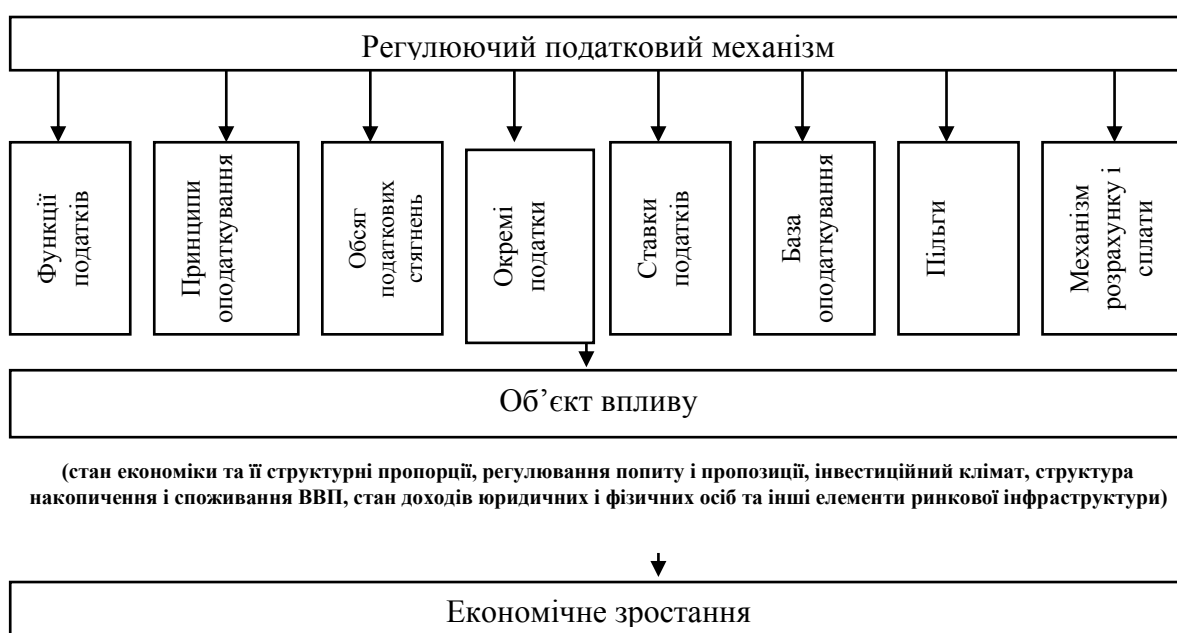 Регулюючий податковий механізм
Функції
податків
Принципи
оподаткування
Обсяг
податкових
стягнень
Окремі
податки
Ставки
податків
База
оподаткування
Пільги
Механізм
розрахунку і
сплати
Об’єкт впливу
(стан економіки та її структурні пропорції, регулювання попиту і пропозиції, інвестиційний клімат, структура
накопичення і споживання ВВП, стан доходів юридичних і фізичних осіб та інші елементи ринкової інфраструктури)
Економічне зростання